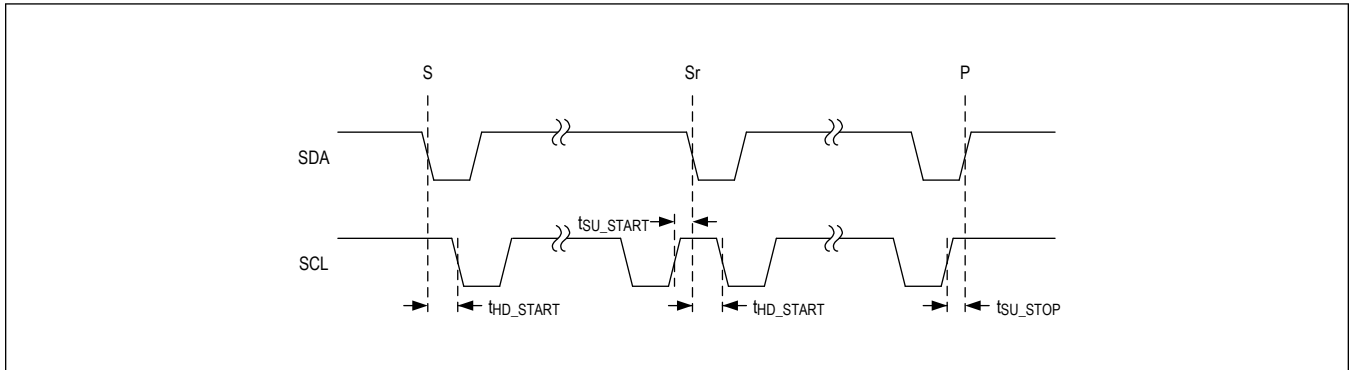 S Sr P
SDA
tSU_START
SCL
tHD_START tHD_START tSU_STOP